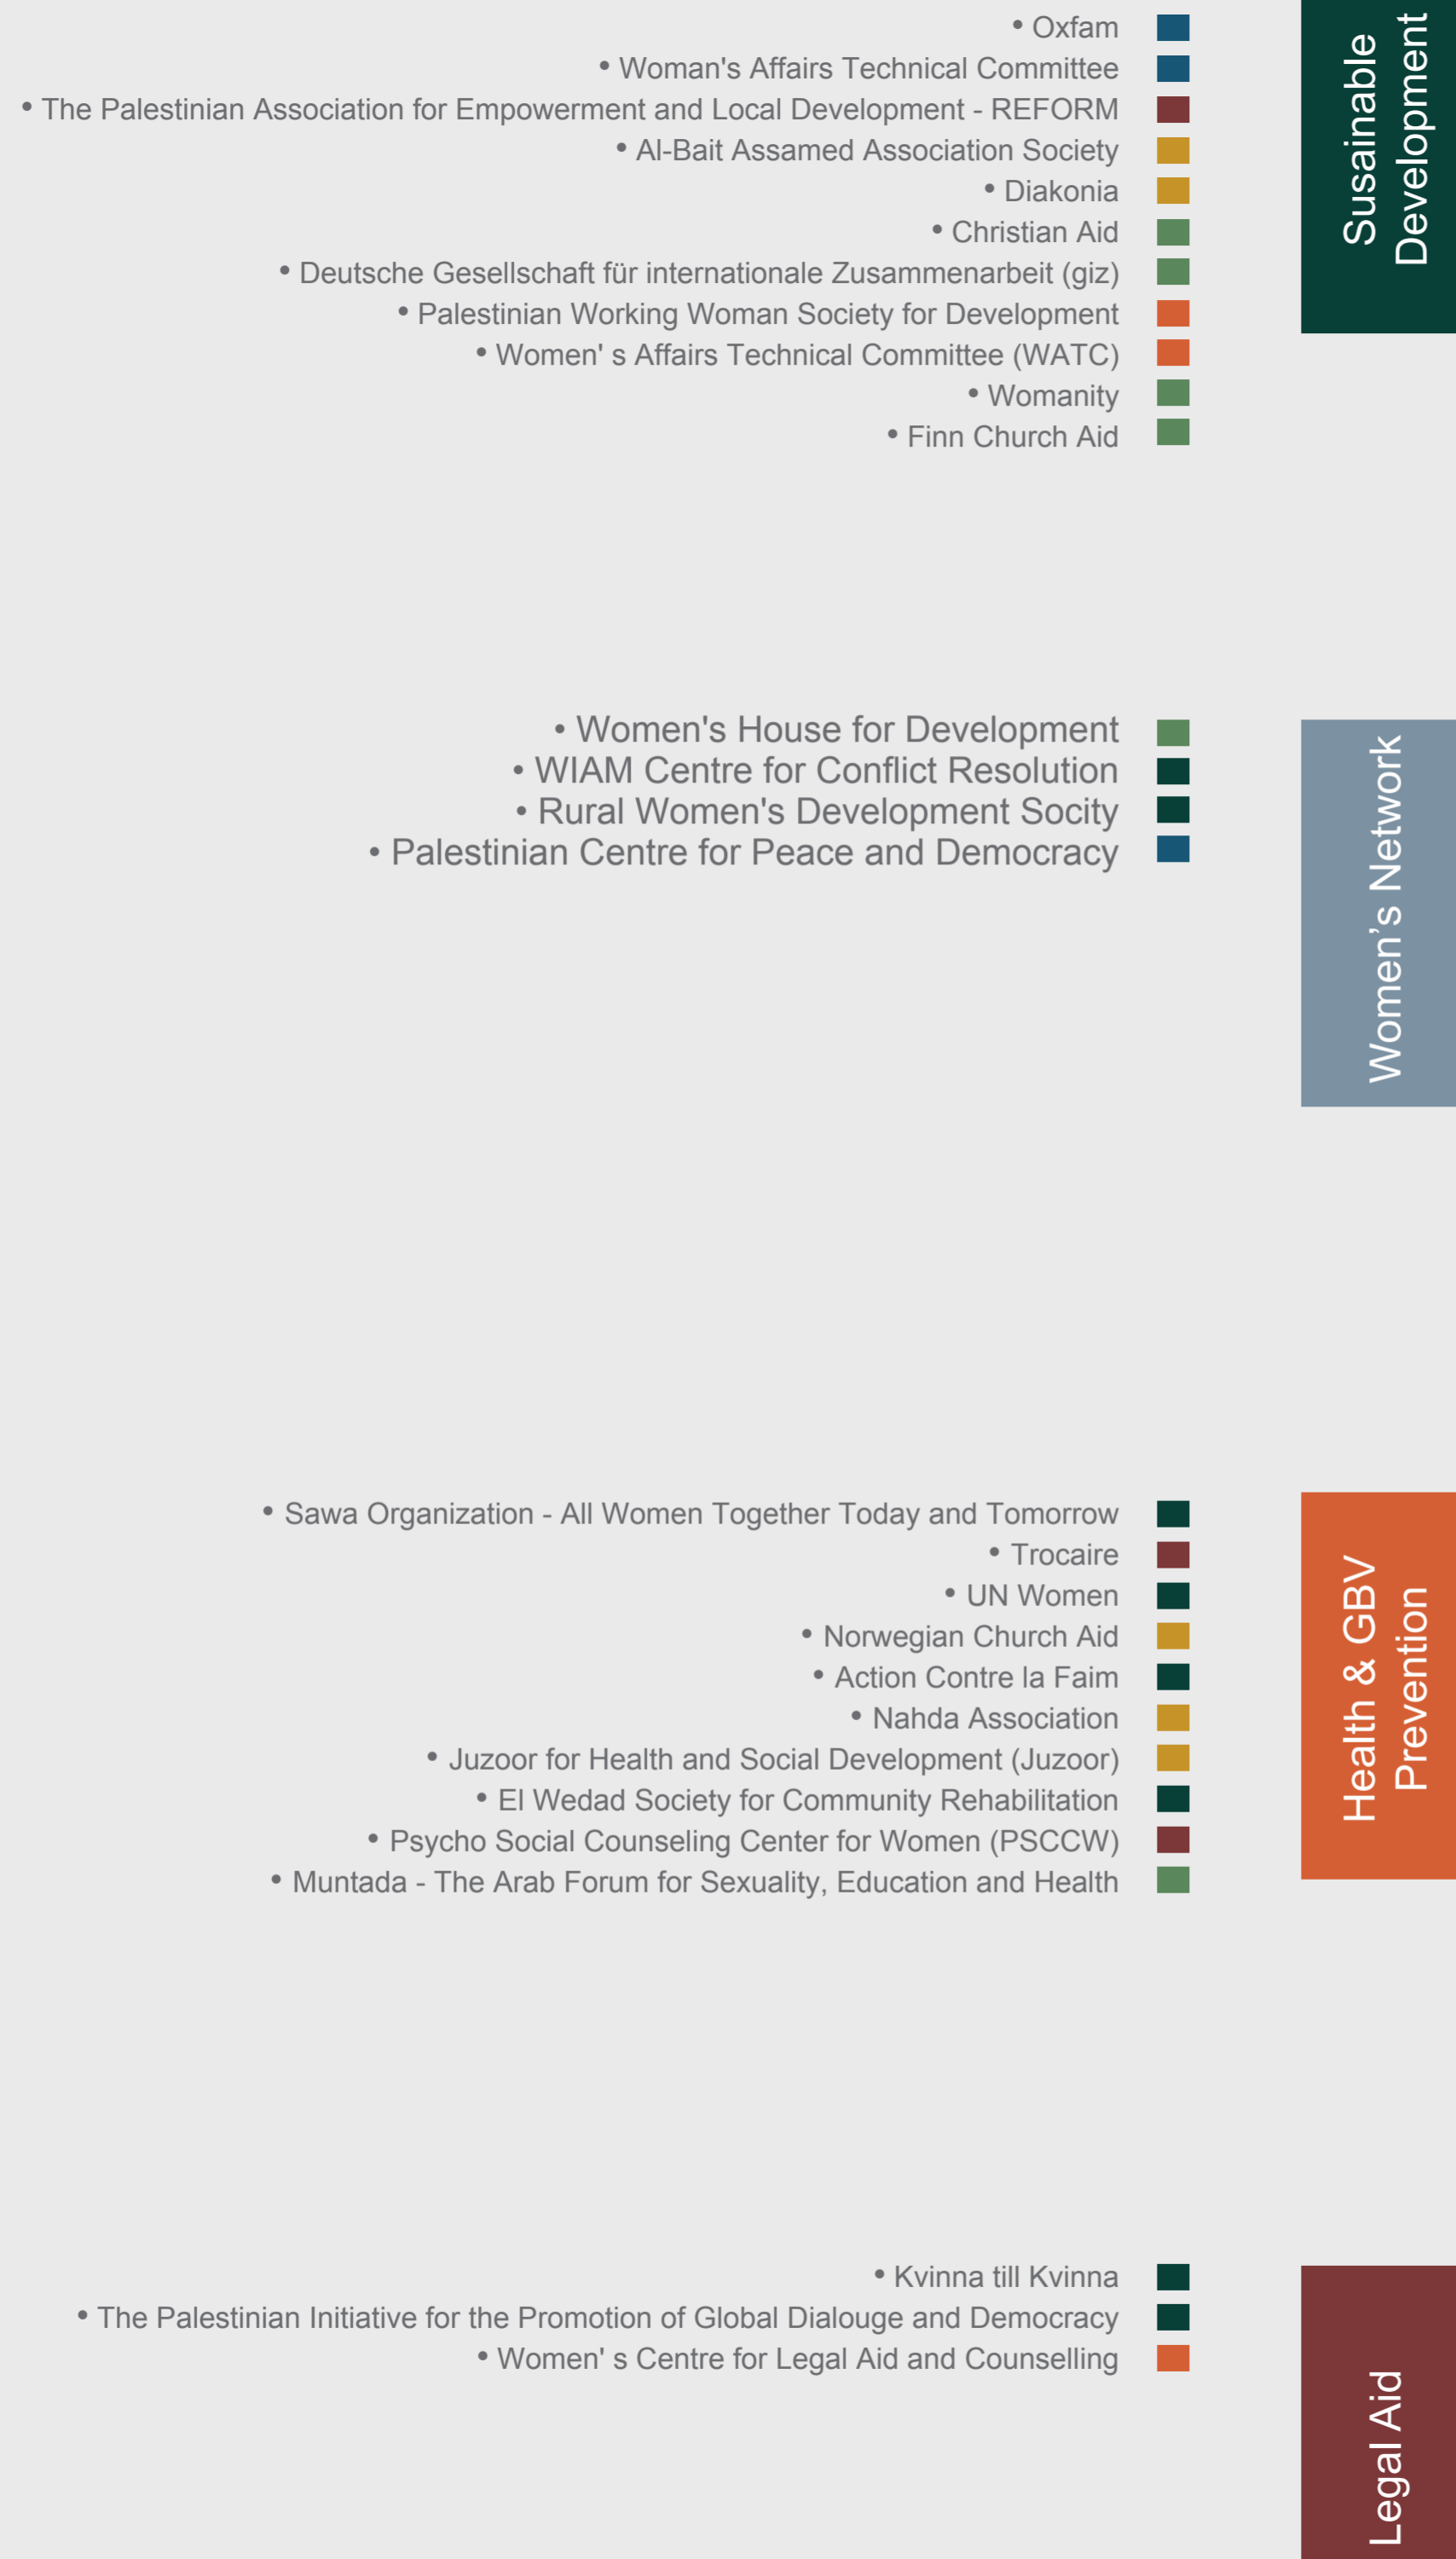 • Oxfam
• Woman's Affairs Technical Committee
• The Palestinian Association for Empowerment and Local Development - REFORM
• Al-Bait Assamed Association Society
• Diakonia
• Christian Aid
• Deutsche Gesellschaft für internationale Zusammenarbeit (giz)
• Palestinian Working Woman Society for Development
• Women' s Affairs Technical Committee (WATC)
• Womanity
• Finn Church Aid
Susainable
Development
• Women's House for Development
• WIAM Centre for Conflict Resolution
• Rural Women's Development Socity
• Palestinian Centre for Peace and Democracy
Women’s Network
• Sawa Organization - All Women Together Today and Tomorrow
• Trocaire
• UN Women
• Norwegian Church Aid
• Action Contre la Faim
• Nahda Association
• Juzoor for Health and Social Development (Juzoor)
• El Wedad Society for Community Rehabilitation
• Psycho Social Counseling Center for Women (PSCCW)
• Muntada - The Arab Forum for Sexuality, Education and Health
Health & GBV
Prevention
• Kvinna till Kvinna
• The Palestinian Initiative for the Promotion of Global Dialouge and Democracy
• Women' s Centre for Legal Aid and Counselling
Legal Aid